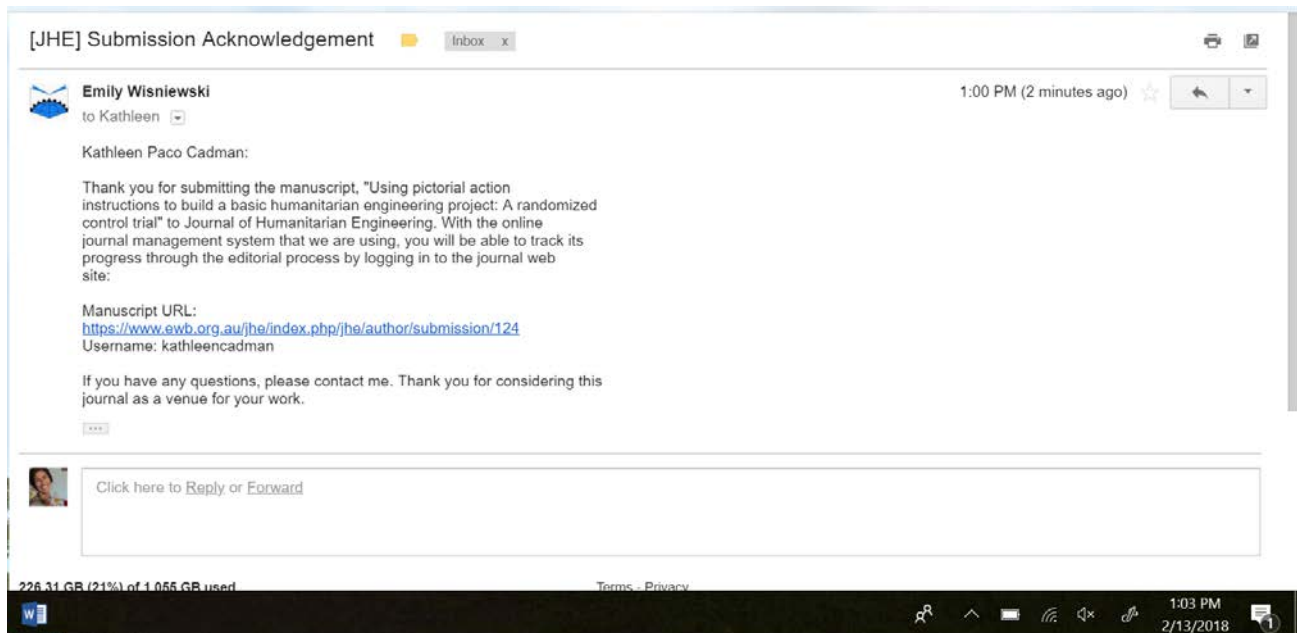 [JHE] Submission Acknowledgement Inbox x
Emily Wisniewski 1:00 PM (2 minutes ago)
to Kathleen
Kathleen Paco Cadman:
Thank you for submitting the manuscript, "Using pictorial action
instructions to build a basic humanitarian engineering project: A randomized
control trial" to Journal of Humanitarian Engineering. With the online
journal management system that we are using, you will be able to track its
progress through the editorial process by logging in to the journal web
site:
Manuscript URL:
https://www.ewb.org.au/jhe/index.php/jhe/author/submission/124
Username: kathleencadman
If you have any questions, please contact me. Thank you for considering this
journal as a venue for your work.
...
Click here to Reply or Forward
226.31 GB (21%) of 1,055 GB used Terms - Privacy
W 1:03 PM
2/13/2018 1